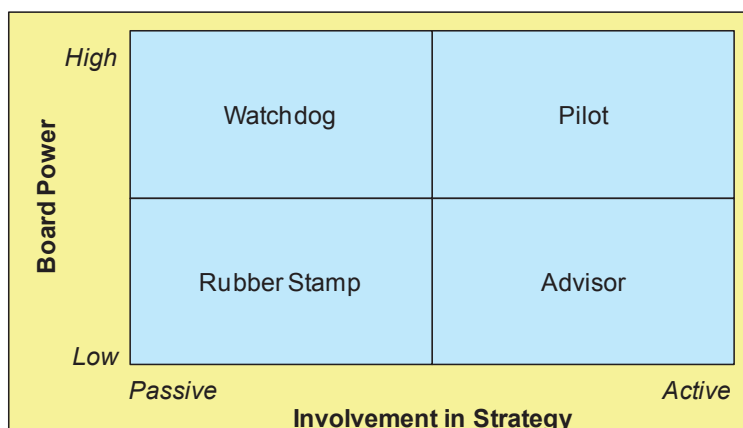 High
Watchdog
Pilot
Board Power
Rubber Stamp
Advisor
Low
Passive
Active
Involvement in Strategy